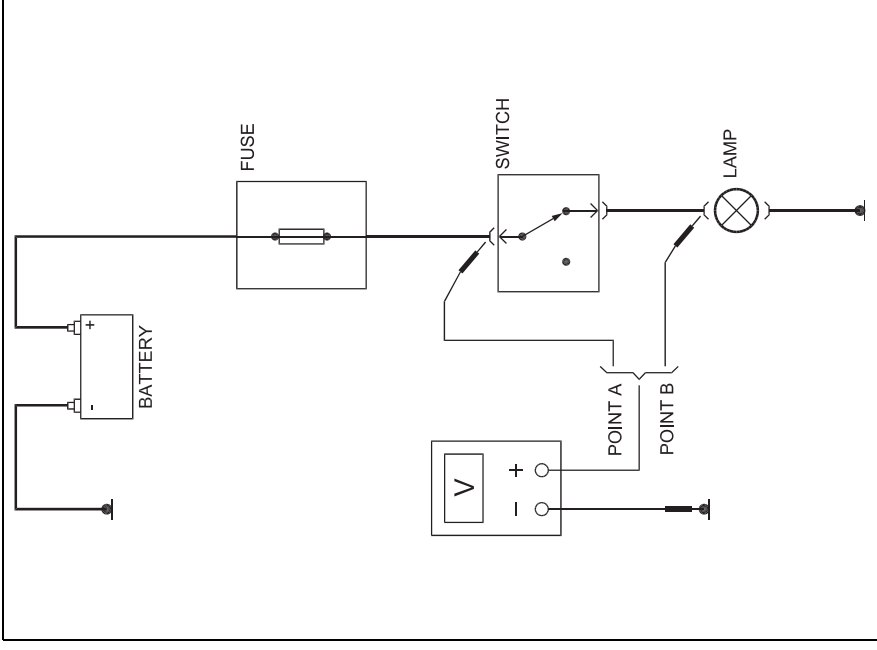 FUSE
SWITCH
LAMP
+
-
BATTERY
POINT A
POINT B
V
+
–